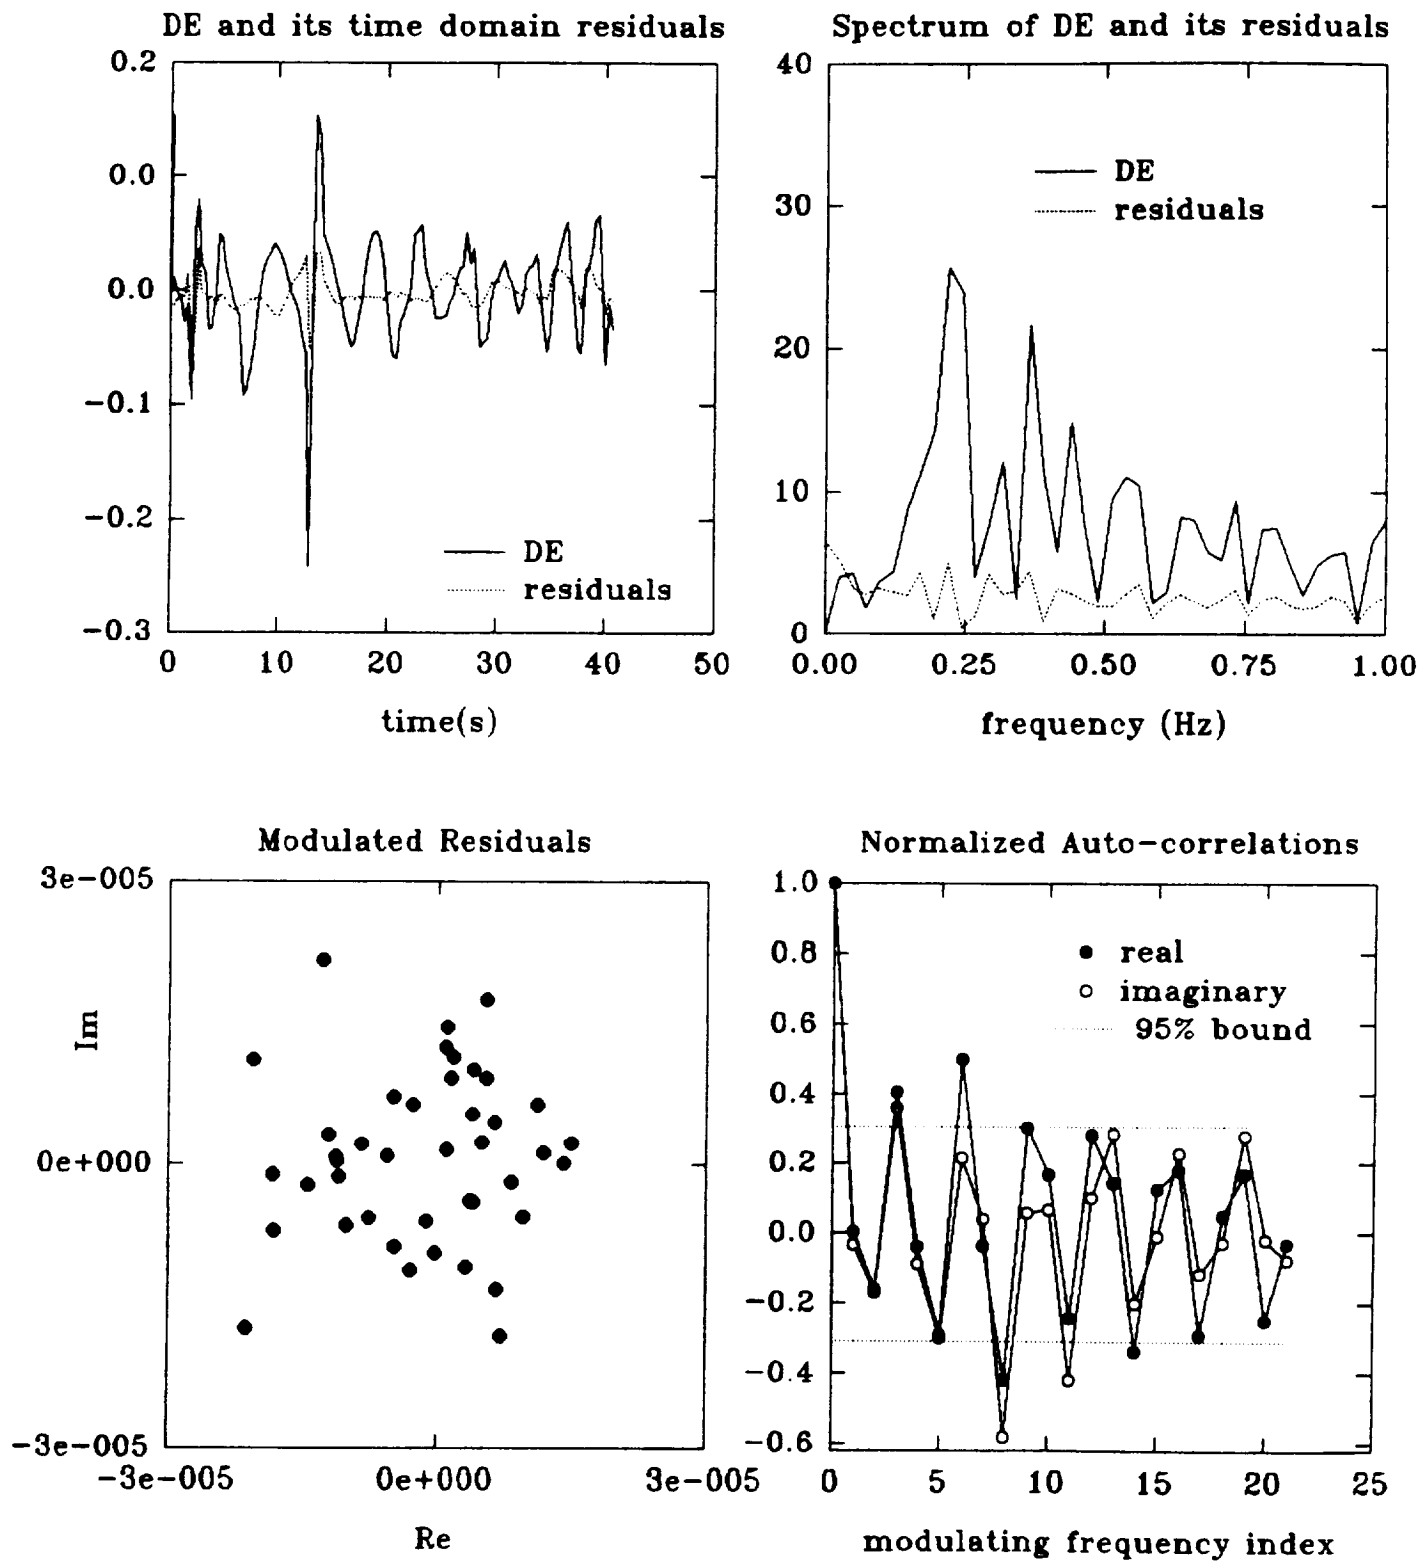 DE and its time domain residuals
0.2
0.0
0.0
−0.1
−0.2
−0.3
DE
residuals
0 10 20 30 40 50
time(s)
Spectrum of DE and its residuals
40
30
20
10
0
DE
residuals
0.00 0.25 0.50 0.75 1.00
frequency (Hz)
Modulated Residuals
3e−005
0e+000
−3e−005
Im
−3e−005 0e+000 3e−005
Re
Normalized Auto−correlations
1.0
0.8
0.6
0.4
0.2
0.0
−0.2
−0.4
−0.6
real
imaginary
95% bound
0 5 10 15 20 25
modulating frequency index